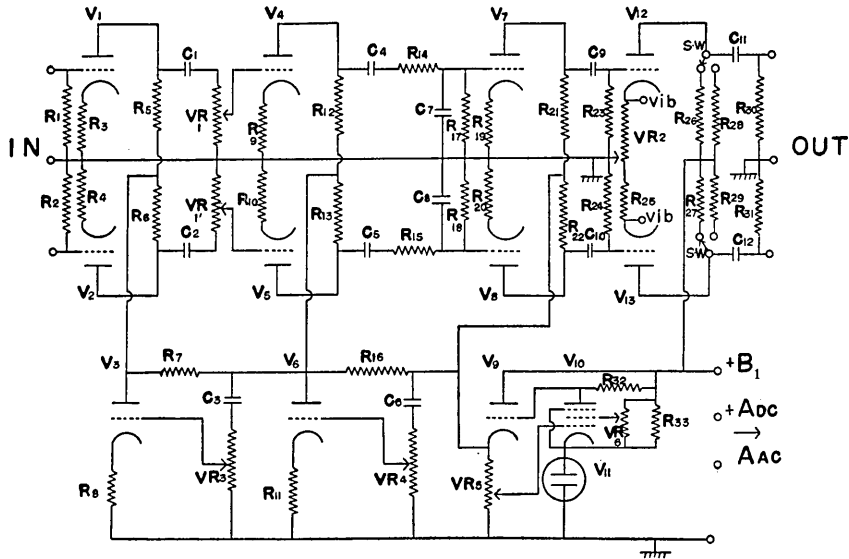 V1 V4 V7 V12
C1 C4 R14 C9 SW C11
R1 R3 R5 VR1 R9 R12 C7 R17 R19 R21 R23 Vib VR2 R26 R28 R30
IN OUT
R2 R4 R6 VR1' R10 R13 C8 R18 R20 R22 R24 R25 Vib R27 R29 R31
C2 C5 R15 C10 SW C12
V2 V5 V8 V13
V3 R7 V6 R16 V9 V10 R32 +B1
C3 C6 VR6 R33 +ADC
R8 VR3 R11 VR4 VR5 V11 AAC